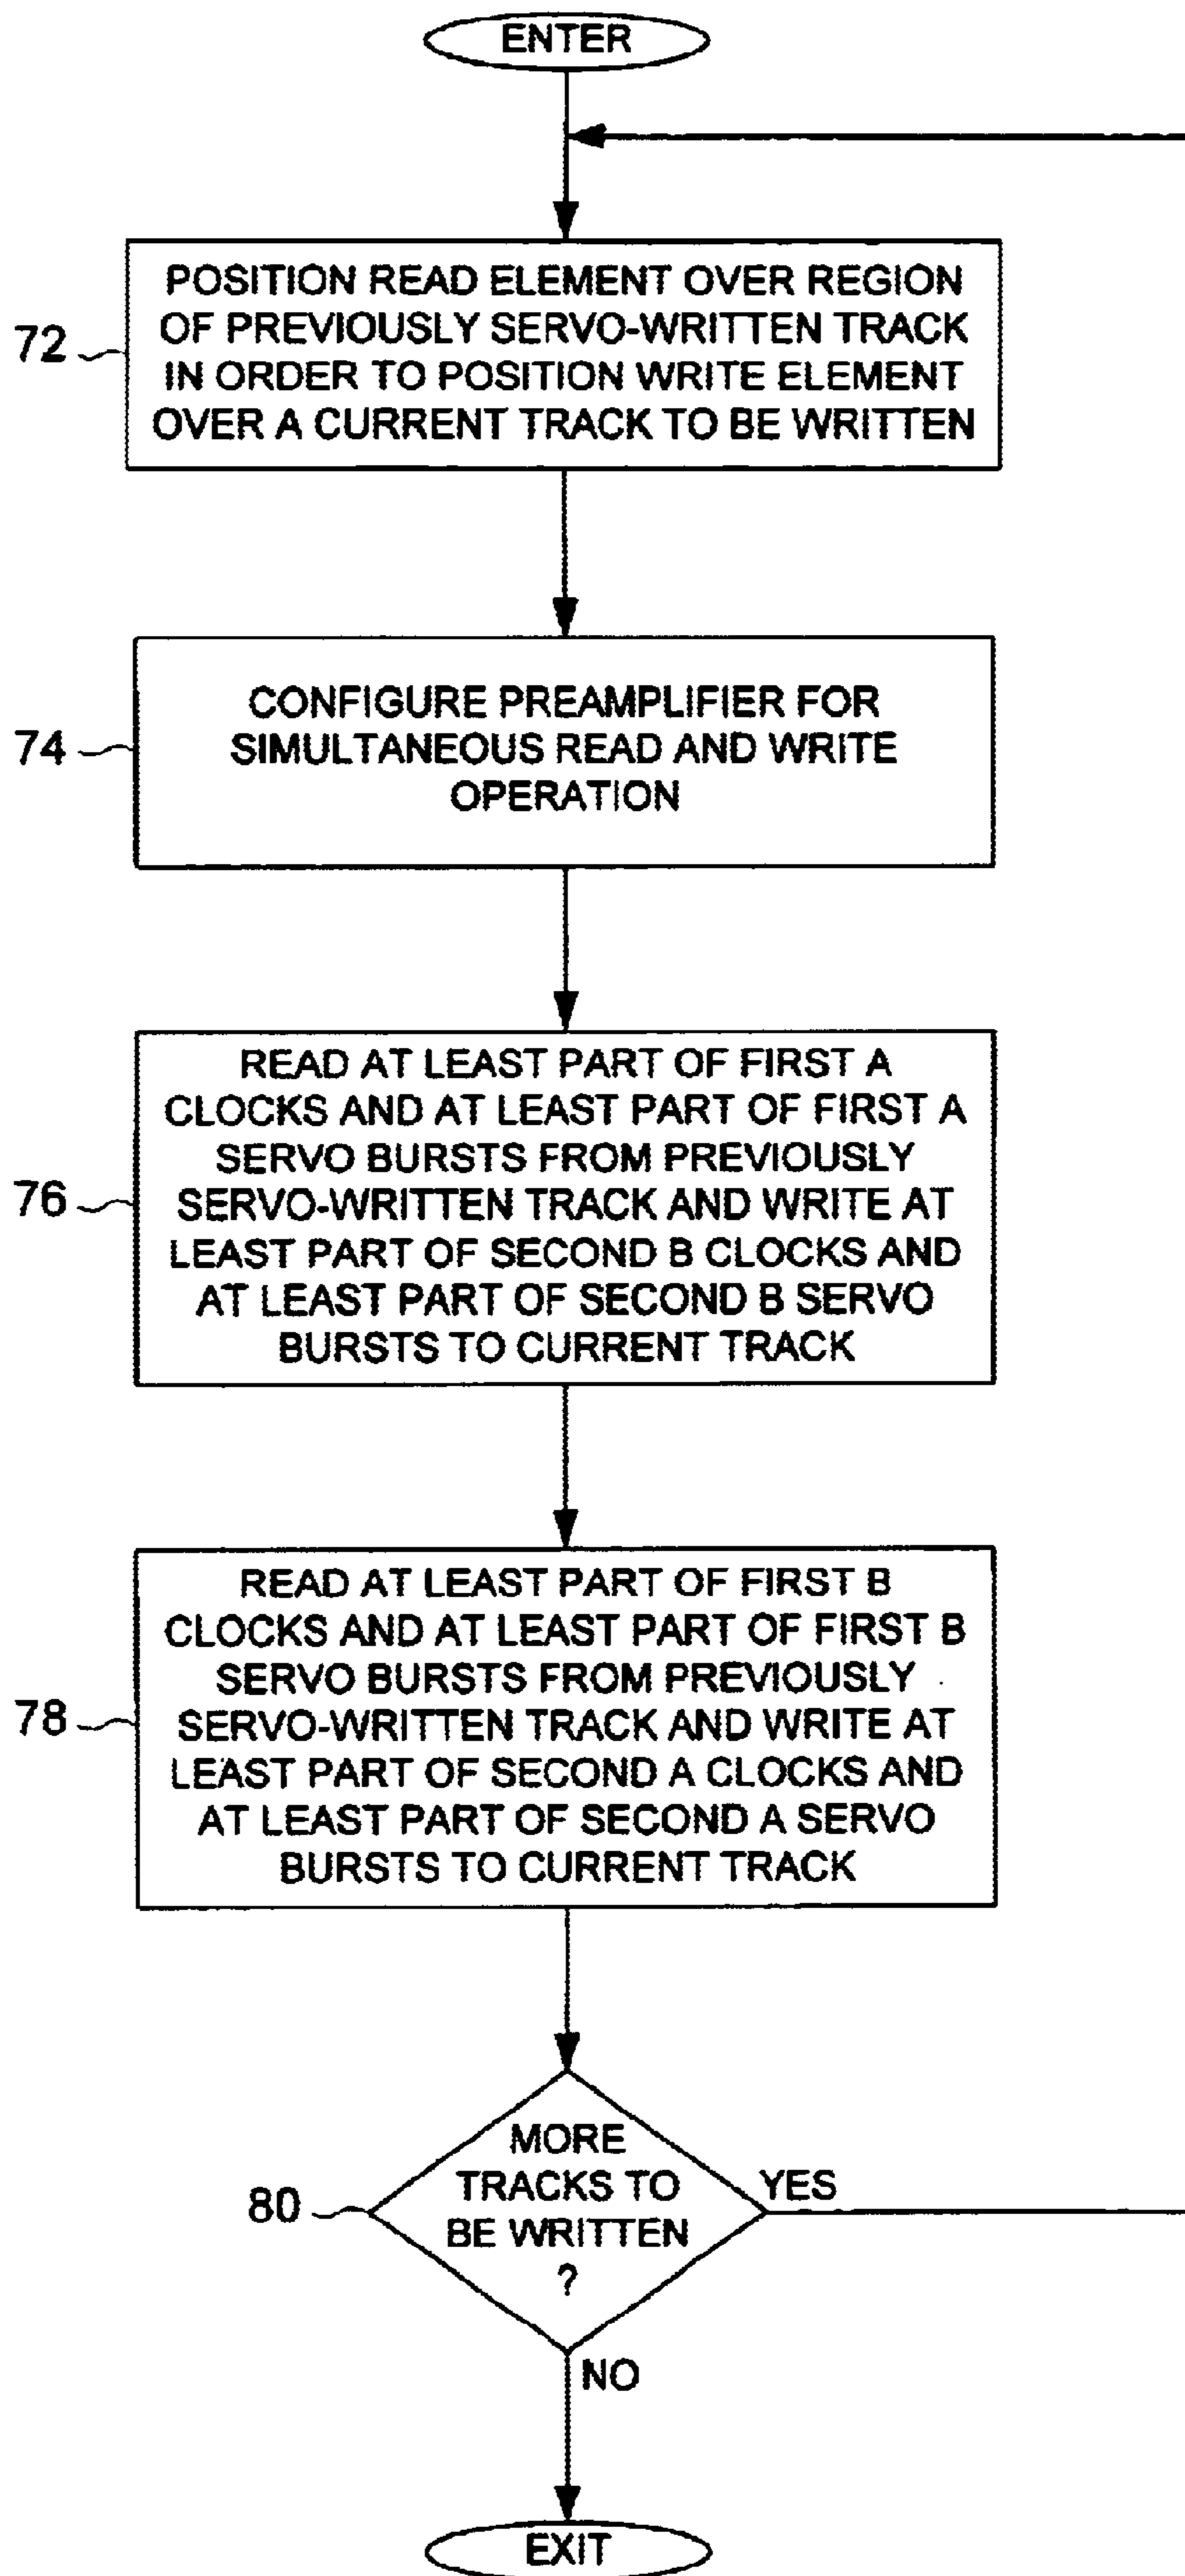 ENTER
POSITION READ ELEMENT OVER REGION
OF PREVIOUSLY SERVO-WRITTEN TRACK
IN ORDER TO POSITION WRITE ELEMENT
OVER A CURRENT TRACK TO BE WRITTEN
72
CONFIGURE PREAMPLIFIER FOR
SIMULTANEOUS READ AND WRITE
OPERATION
74
READ AT LEAST PART OF FIRST A
CLOCKS AND AT LEAST PART OF FIRST A
SERVO BURSTS FROM PREVIOUSLY
SERVO-WRITTEN TRACK AND WRITE AT
LEAST PART OF SECOND B CLOCKS AND
AT LEAST PART OF SECOND B SERVO
BURSTS TO CURRENT TRACK
76
READ AT LEAST PART OF FIRST B
CLOCKS AND AT LEAST PART OF FIRST B
SERVO BURSTS FROM PREVIOUSLY
SERVO-WRITTEN TRACK AND WRITE AT
LEAST PART OF SECOND A CLOCKS AND
AT LEAST PART OF SECOND A SERVO
BURSTS TO CURRENT TRACK
78
MORE
TRACKS TO
BE WRITTEN
?
80
YES
NO
EXIT